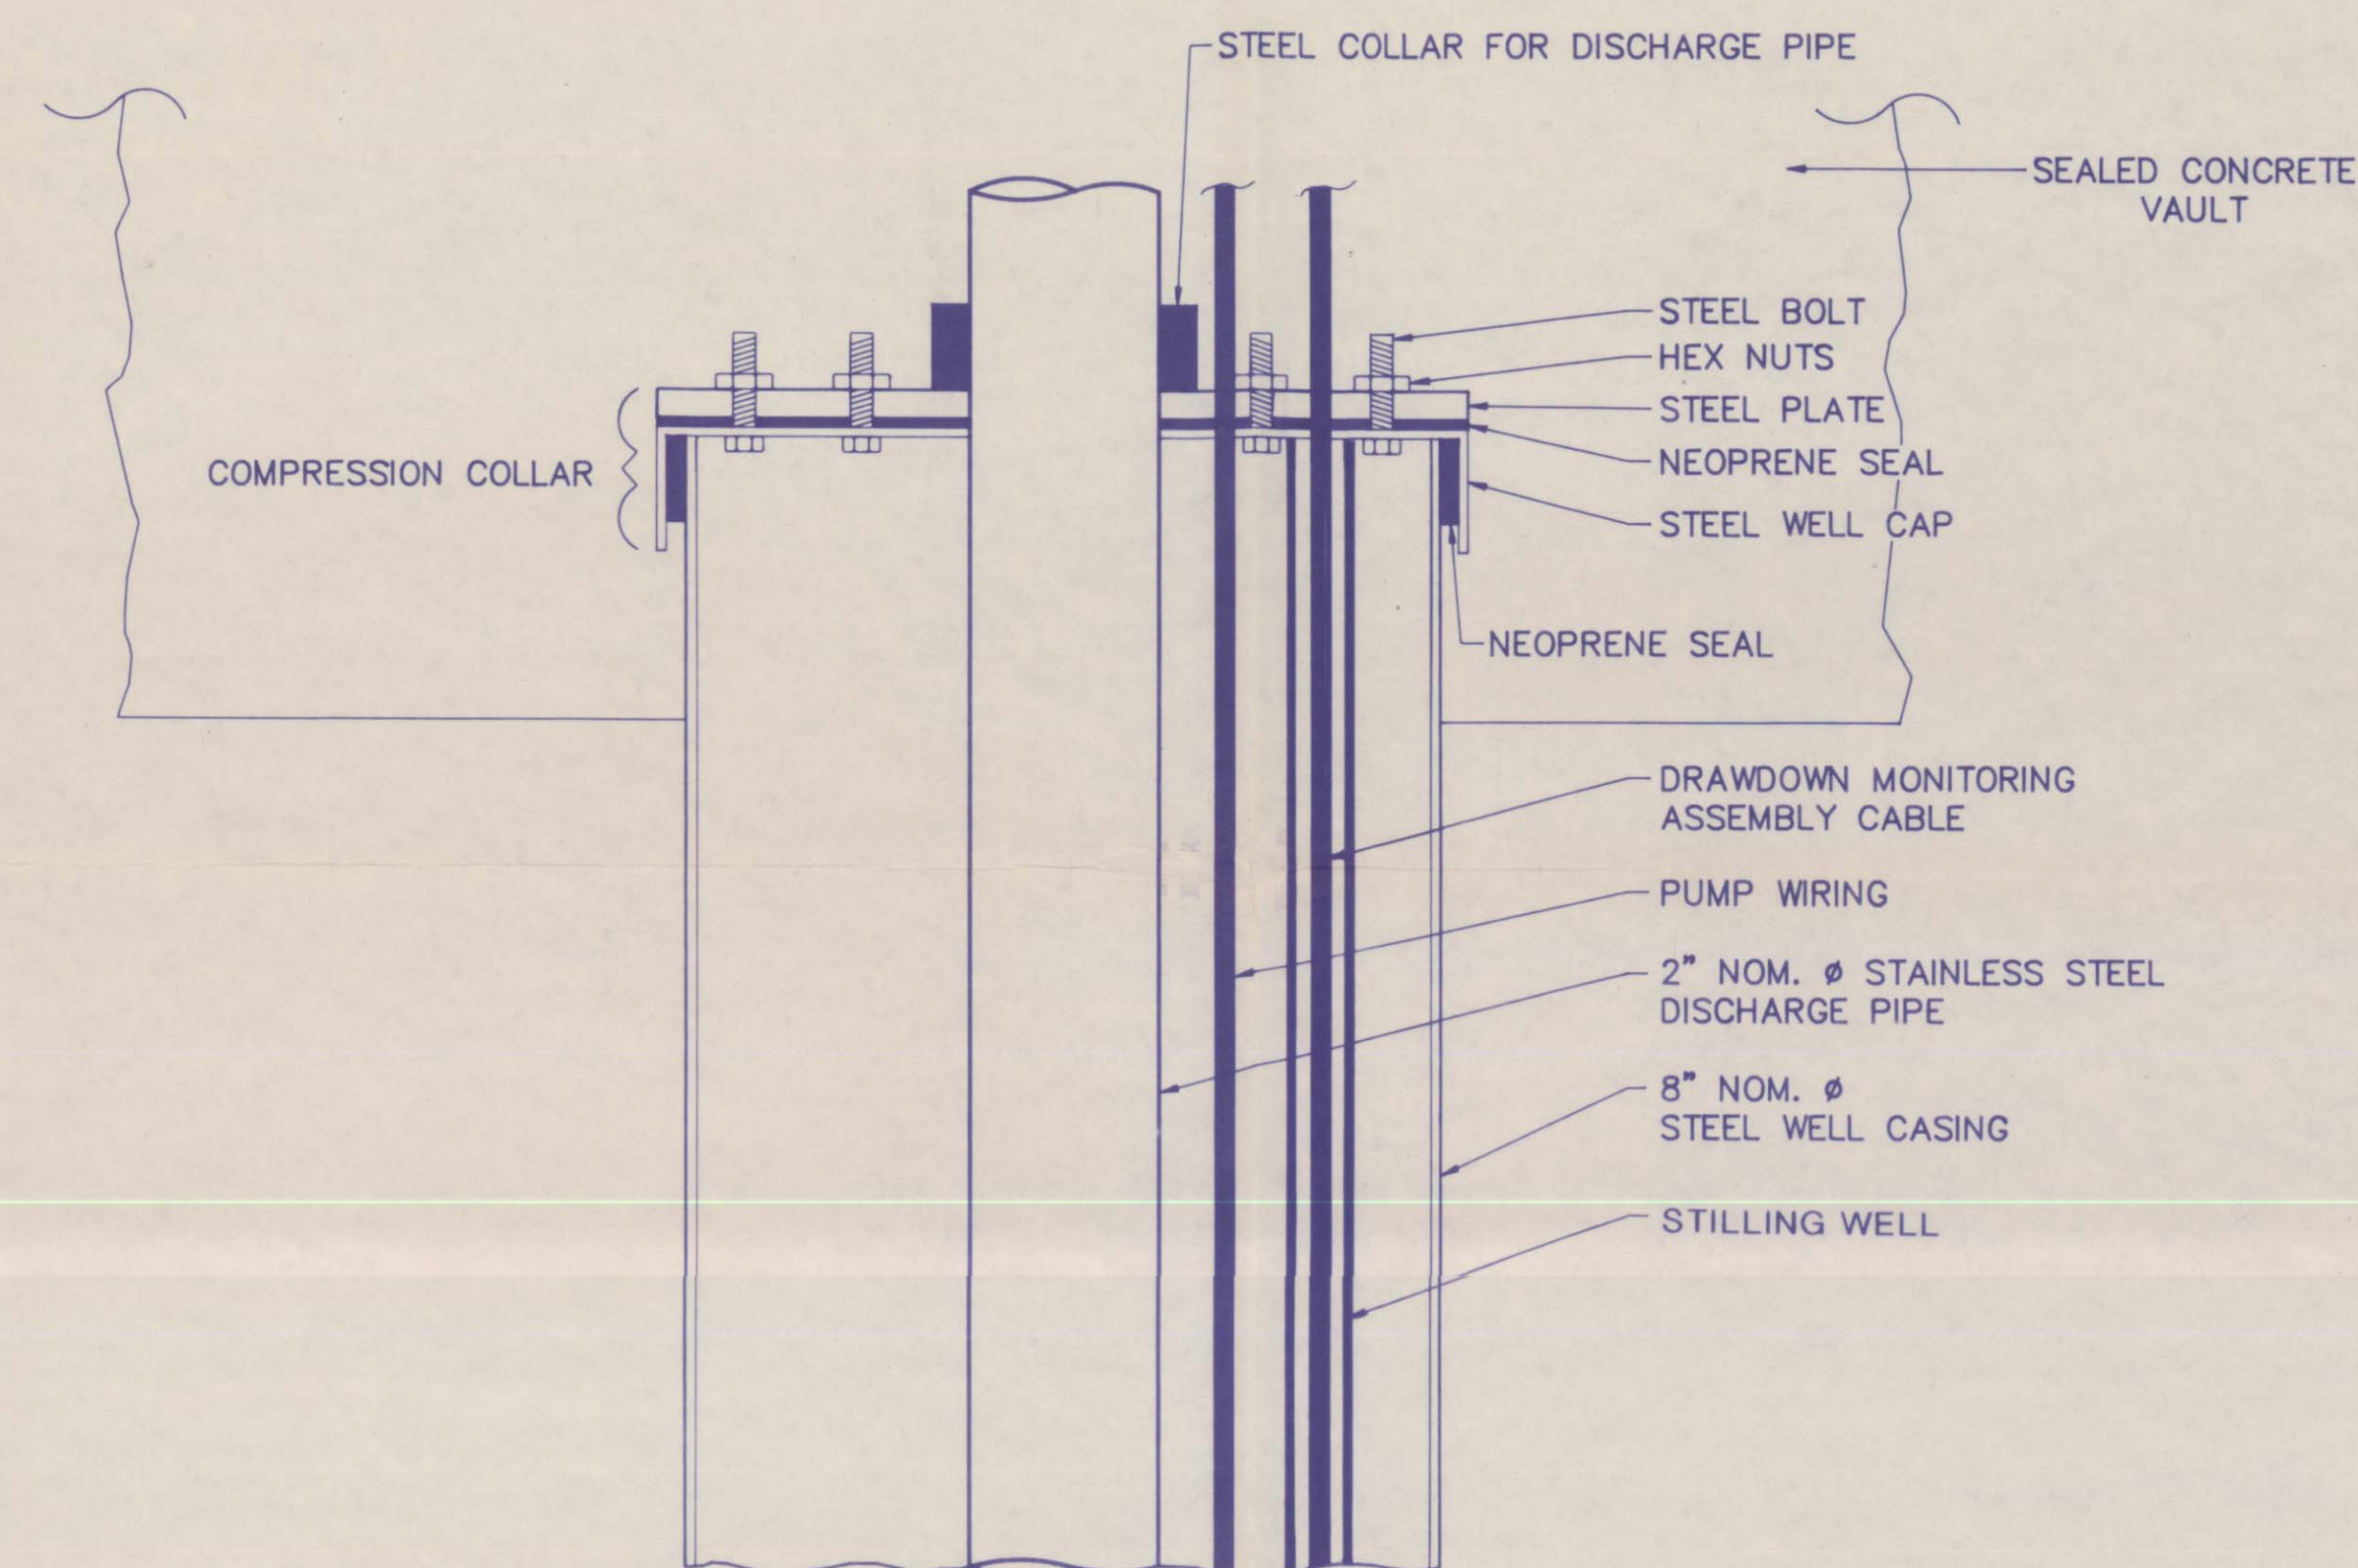 STEEL COLLAR FOR DISCHARGE PIPE
SEALED CONCRETE
VAULT
STEEL BOLT
HEX NUTS
STEEL PLATE
NEOPRENE SEAL
STEEL WELL CAP
COMPRESSION COLLAR
NEOPRENE SEAL
DRAWDOWN MONITORING
ASSEMBLY CABLE
PUMP WIRING
2" NOM. ø STAINLESS STEEL
DISCHARGE PIPE
8" NOM. ø
STEEL WELL CASING
STILLING WELL